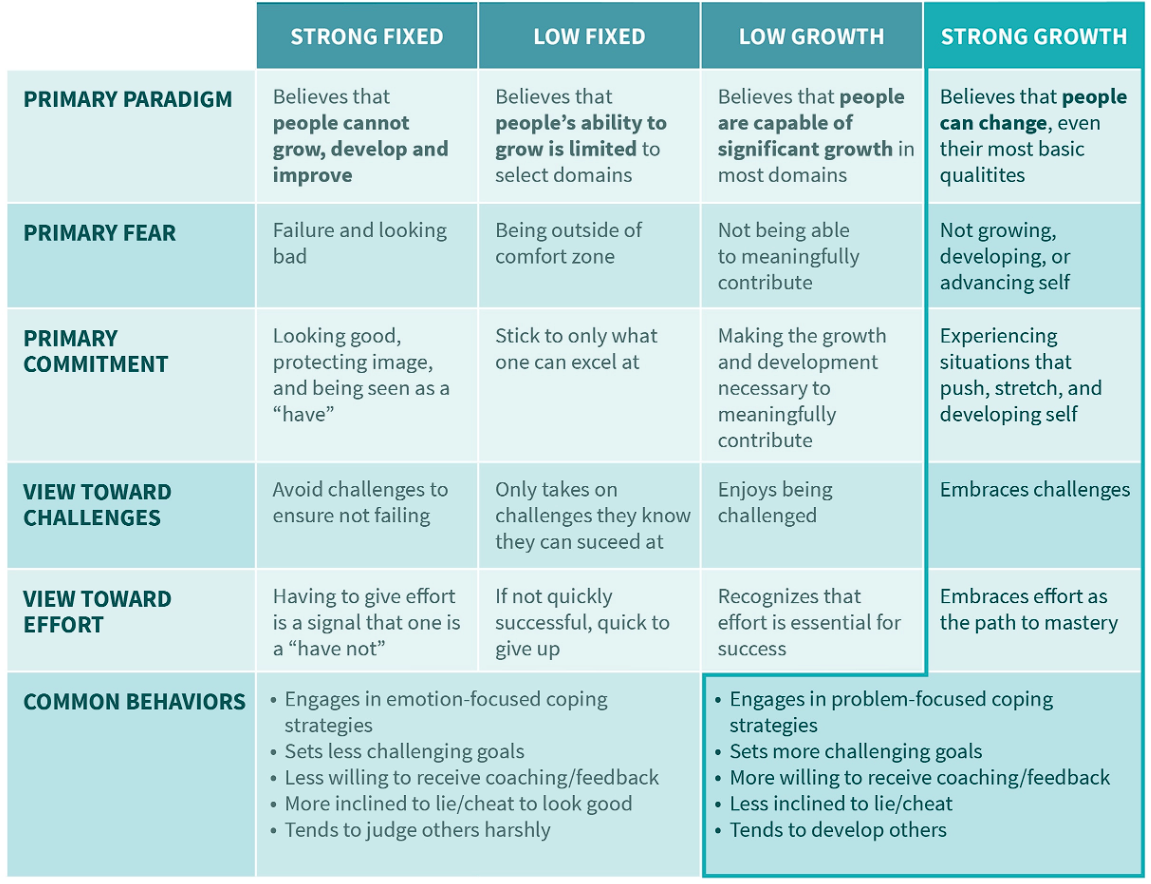 STRONG FIXED
LOW FIXED
LOW GROWTH
STRONG GROWTH
PRIMARY PARADIGM
Believes that
people cannot
grow, develop and
improve
Believes that
people’s ability to
grow is limited to
select domains
Believes that people
are capable of
significant growth in
most domains
Believes that people
can change, even
their most basic
qualitites
PRIMARY FEAR
Failure and looking
bad
Being outside of
comfort zone
Not being able
to meaningfully
contribute
Not growing,
developing, or
advancing self
PRIMARY
COMMITMENT
Looking good,
protecting image,
and being seen as a
“have”
Stick to only what
one can excel at
Making the growth
and development
necessary to
meaningfully
contribute
Experiencing
situations that
push, stretch, and
developing self
VIEW TOWARD
CHALLENGES
Avoid challenges to
ensure not failing
Only takes on
challenges they know
they can suceed at
Enjoys being
challenged
Embraces challenges
VIEW TOWARD
EFFORT
Having to give effort
is a signal that one is
a “have not”
If not quickly
successful, quick to
give up
Recognizes that
effort is essential for
success
Embraces effort as
the path to mastery
COMMON BEHAVIORS
• Engages in emotion-focused coping
strategies
• Sets less challenging goals
• Less willing to receive coaching/feedback
• More inclined to lie/cheat to look good
• Tends to judge others harshly
• Engages in problem-focused coping
strategies
• Sets more challenging goals
• More willing to receive coaching/feedback
• Less inclined to lie/cheat
• Tends to develop others